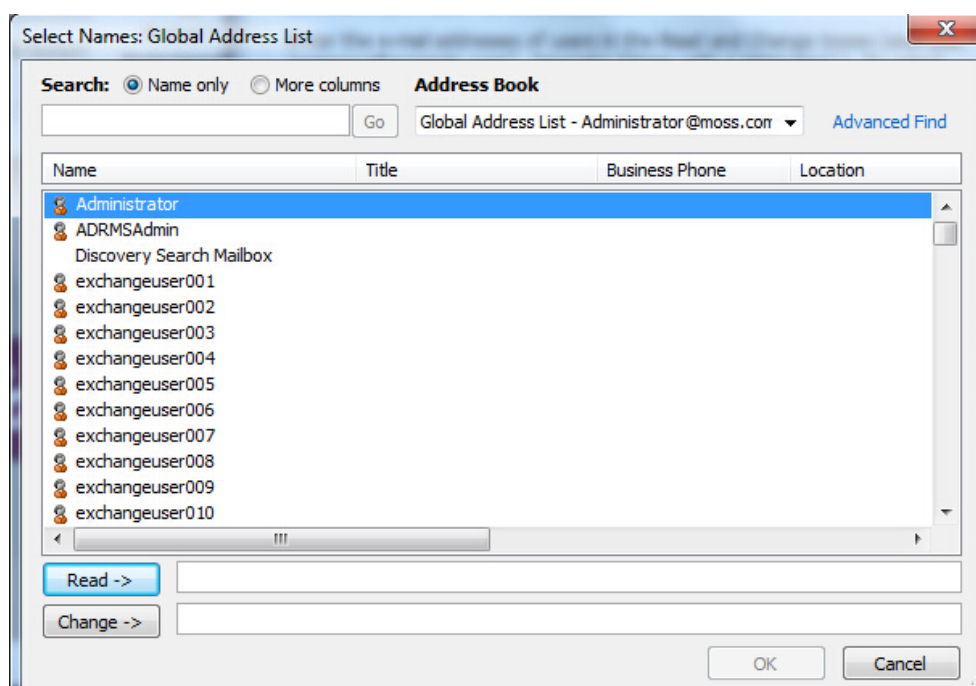 Select Names: Global Address List
Search: Name only More columns Address Book
Go Global Address List - Administrator@moss.com Advanced Find
Name Title Business Phone Location
Administrator
ADRMSAdmin
Discovery Search Mailbox
exchangeuser001
exchangeuser002
exchangeuser003
exchangeuser004
exchangeuser005
exchangeuser006
exchangeuser007
exchangeuser008
exchangeuser009
exchangeuser010
Read ->
Change ->
OK Cancel